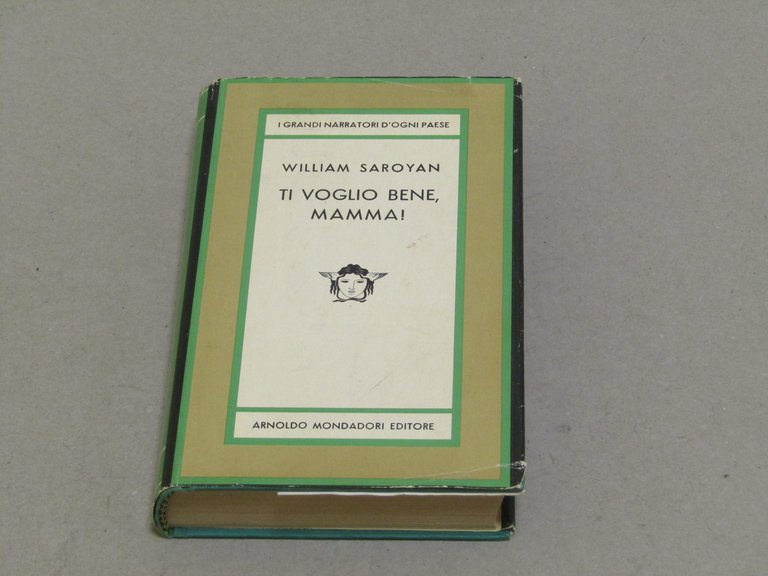 I GRANDI NARRATORI D'OGNI PAESE
WILLIAM SAROYAN
TI VOGLIO BENE,
MAMMA!
ARNOLDO MONDADORI EDITORE